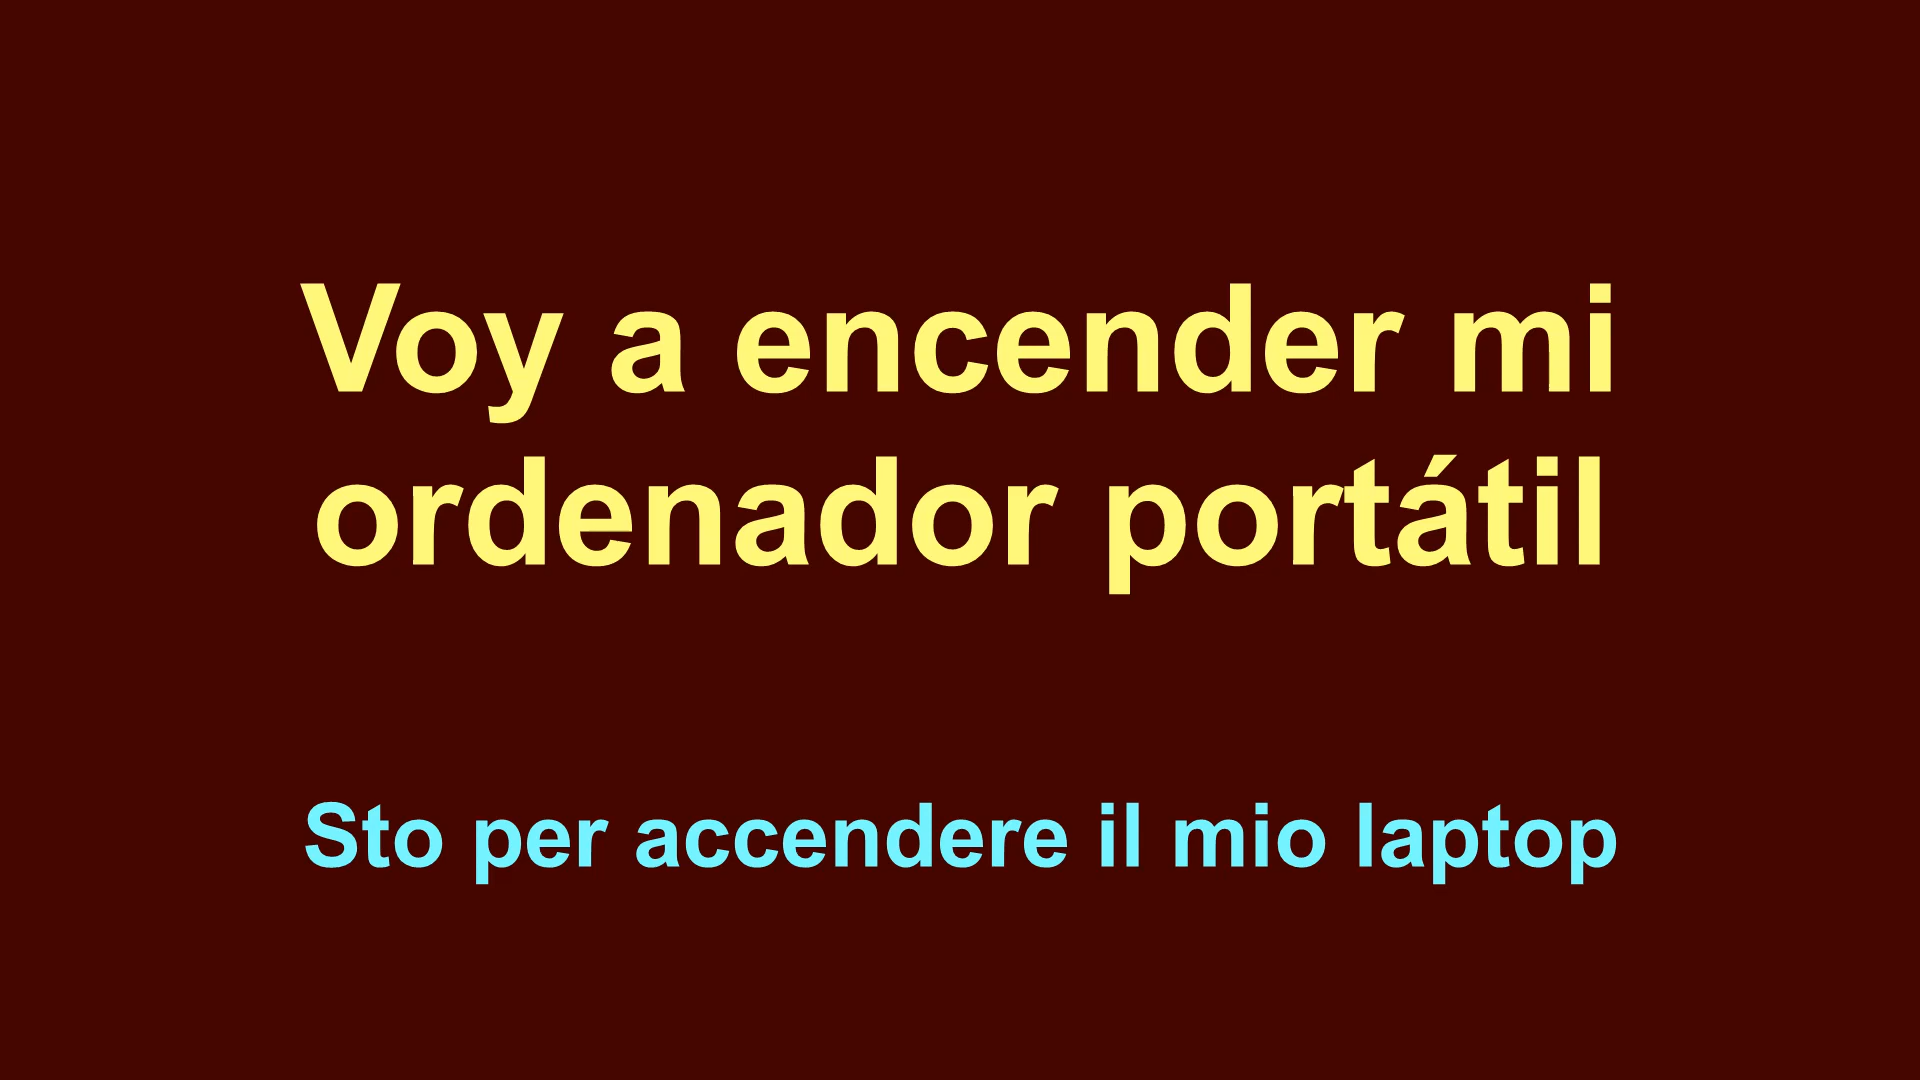 Voy a encender mi
ordenador portátil
Sto per accendere il mio laptop